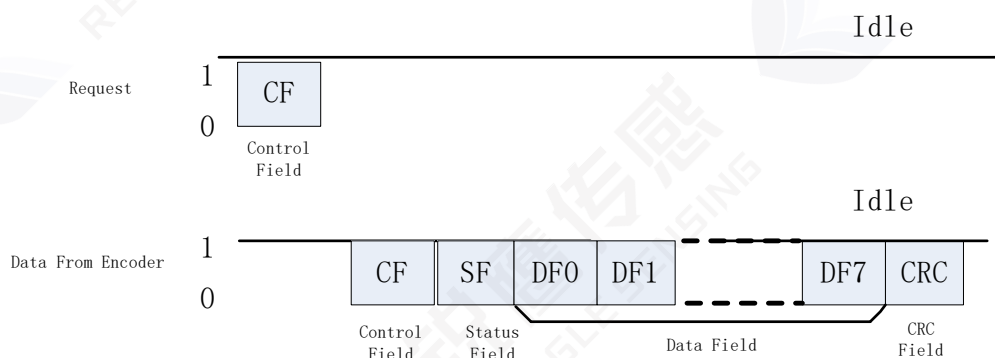 Idle
Request
1
CF
0
Control
Field
Idle
Data From Encoder
1
CF SF DF0 DF1 DF7 CRC
0
Control
Field
Status
Field
Data Field
CRC
Field